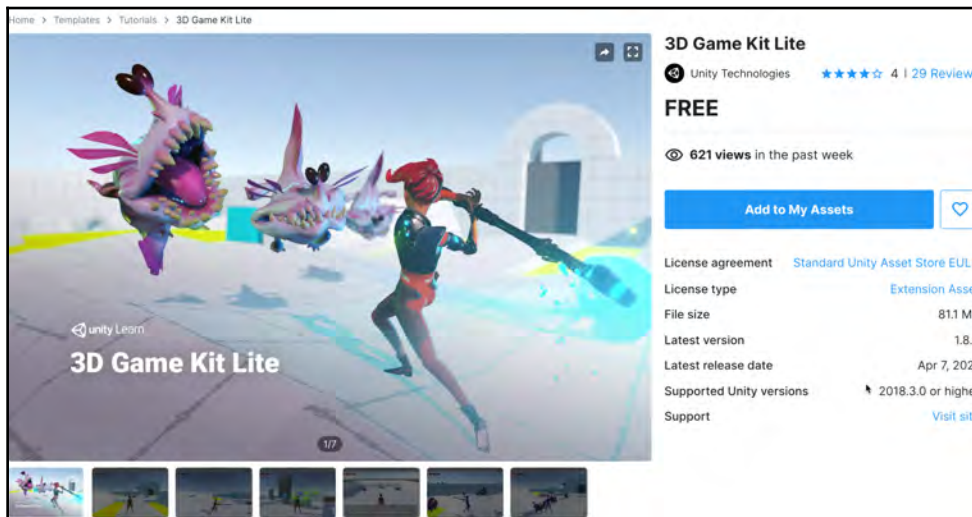 Home > Templates > Tutorials > 3D Game Kit Lite
3D Game Kit Lite
Unity Technologies 4 | 29 Review
FREE
621 views in the past week
Add to My Assets
License agreement Standard Unity Asset Store EUL
License type Extension Asse
File size 81.1 M
Latest version 1.8.
Latest release date Apr 7, 202
Supported Unity versions 2018.3.0 or highe
Support Visit sit
unity Learn
3D Game Kit Lite
1/7